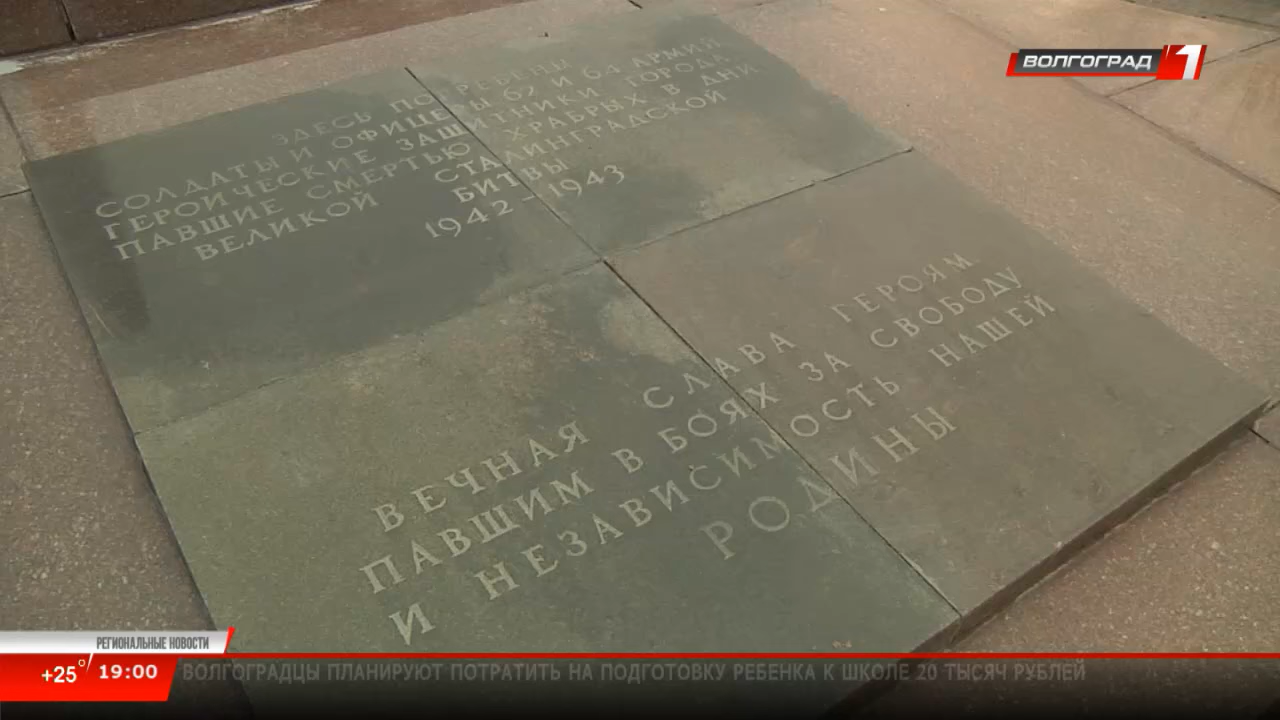 ВОЛГОГРАД 1
ЗДЕСЬ ПОГРЕБЕНЫ
СОЛДАТЫ И ОФИЦЕРЫ 62 И 64 АРМИЙ
ГЕРОИЧЕСКИЕ ЗАЩИТНИКИ ГОРОДА,
ПАВШИЕ СМЕРТЬЮ ХРАБРЫХ В ДНИ
ВЕЛИКОЙ СТАЛИНГРАДСКОЙ
БИТВЫ
1942–1943
ВЕЧНАЯ СЛАВА ГЕРОЯМ
ПАВШИМ В БОЯХ ЗА СВОБОДУ
И НЕЗАВИСИМОСТЬ НАШЕЙ
РОДИНЫ
РЕГИОНАЛЬНЫЕ НОВОСТИ
+25° 19:00 ВОЛГОГРАДЦЫ ПЛАНИРУЮТ ПОТРАТИТЬ НА ПОДГОТОВКУ РЕБЕНКА К ШКОЛЕ 20 ТЫСЯЧ РУБЛЕЙ